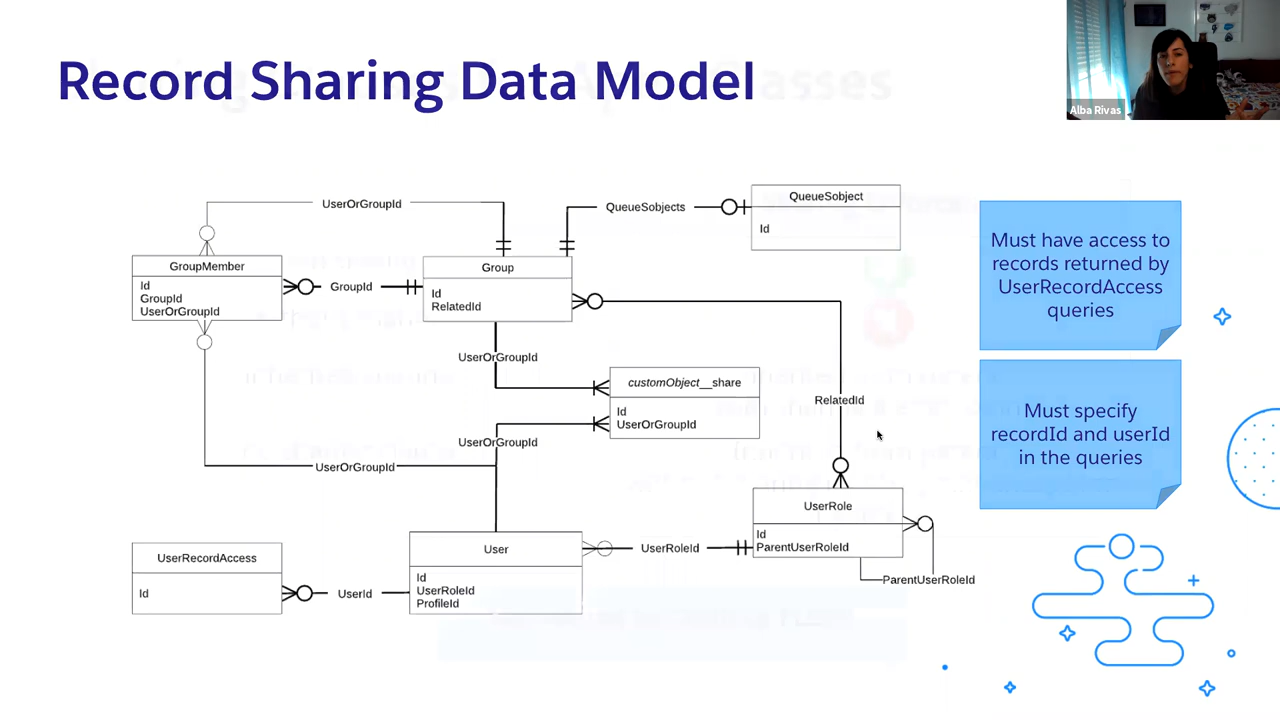 Record Sharing Data Model
Alba Rivas
UserOrGroupId
QueueSobjects
QueueSobject
Id
GroupMember
Id
GroupId
UserOrGroupId
GroupId
Group
Id
RelatedId
UserOrGroupId
customObject__share
Id
UserOrGroupId
RelatedId
UserOrGroupId
UserOrGroupId
UserRole
Id
ParentUserRoleId
ParentUserRoleId
UserRecordAccess
Id
UserId
User
Id
UserRoleId
ProfileId
UserRoleId
Must have access to
records returned by
UserRecordAccess
queries
Must specify
recordId and userId
in the queries